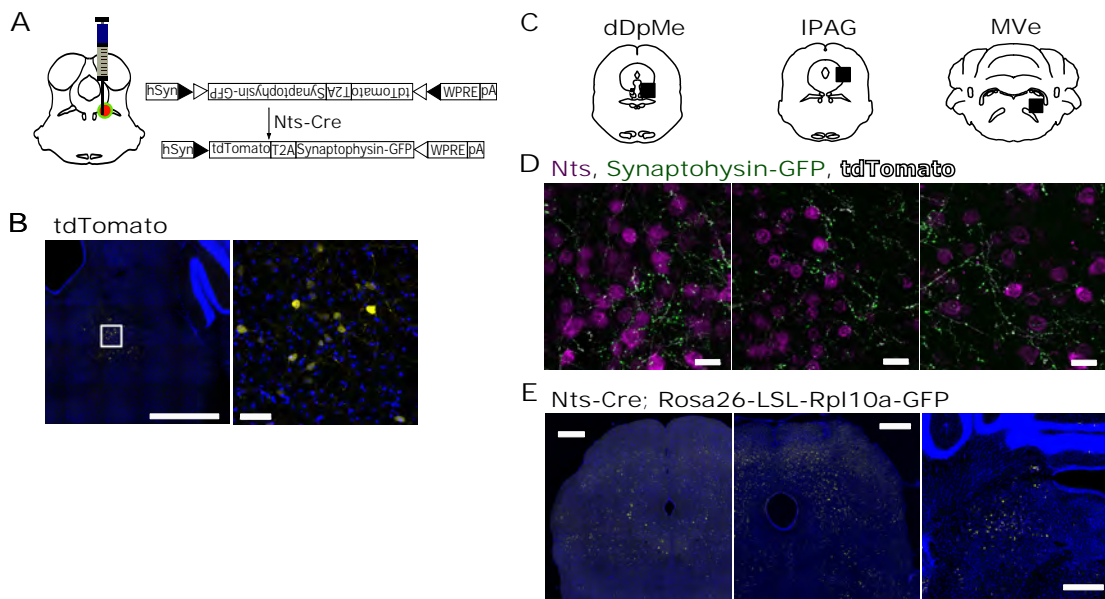 A
hSyn Synaptophysin-GFP T2A tdTomato WPRE pA
Nts-Cre
hSyn tdTomato T2A Synaptophysin-GFP WPRE pA
B tdTomato
C
dDpMe lPAG MVe
D Nts, Synaptohysin-GFP, tdTomato
E Nts-Cre; Rosa26-LSL-Rpl10a-GFP